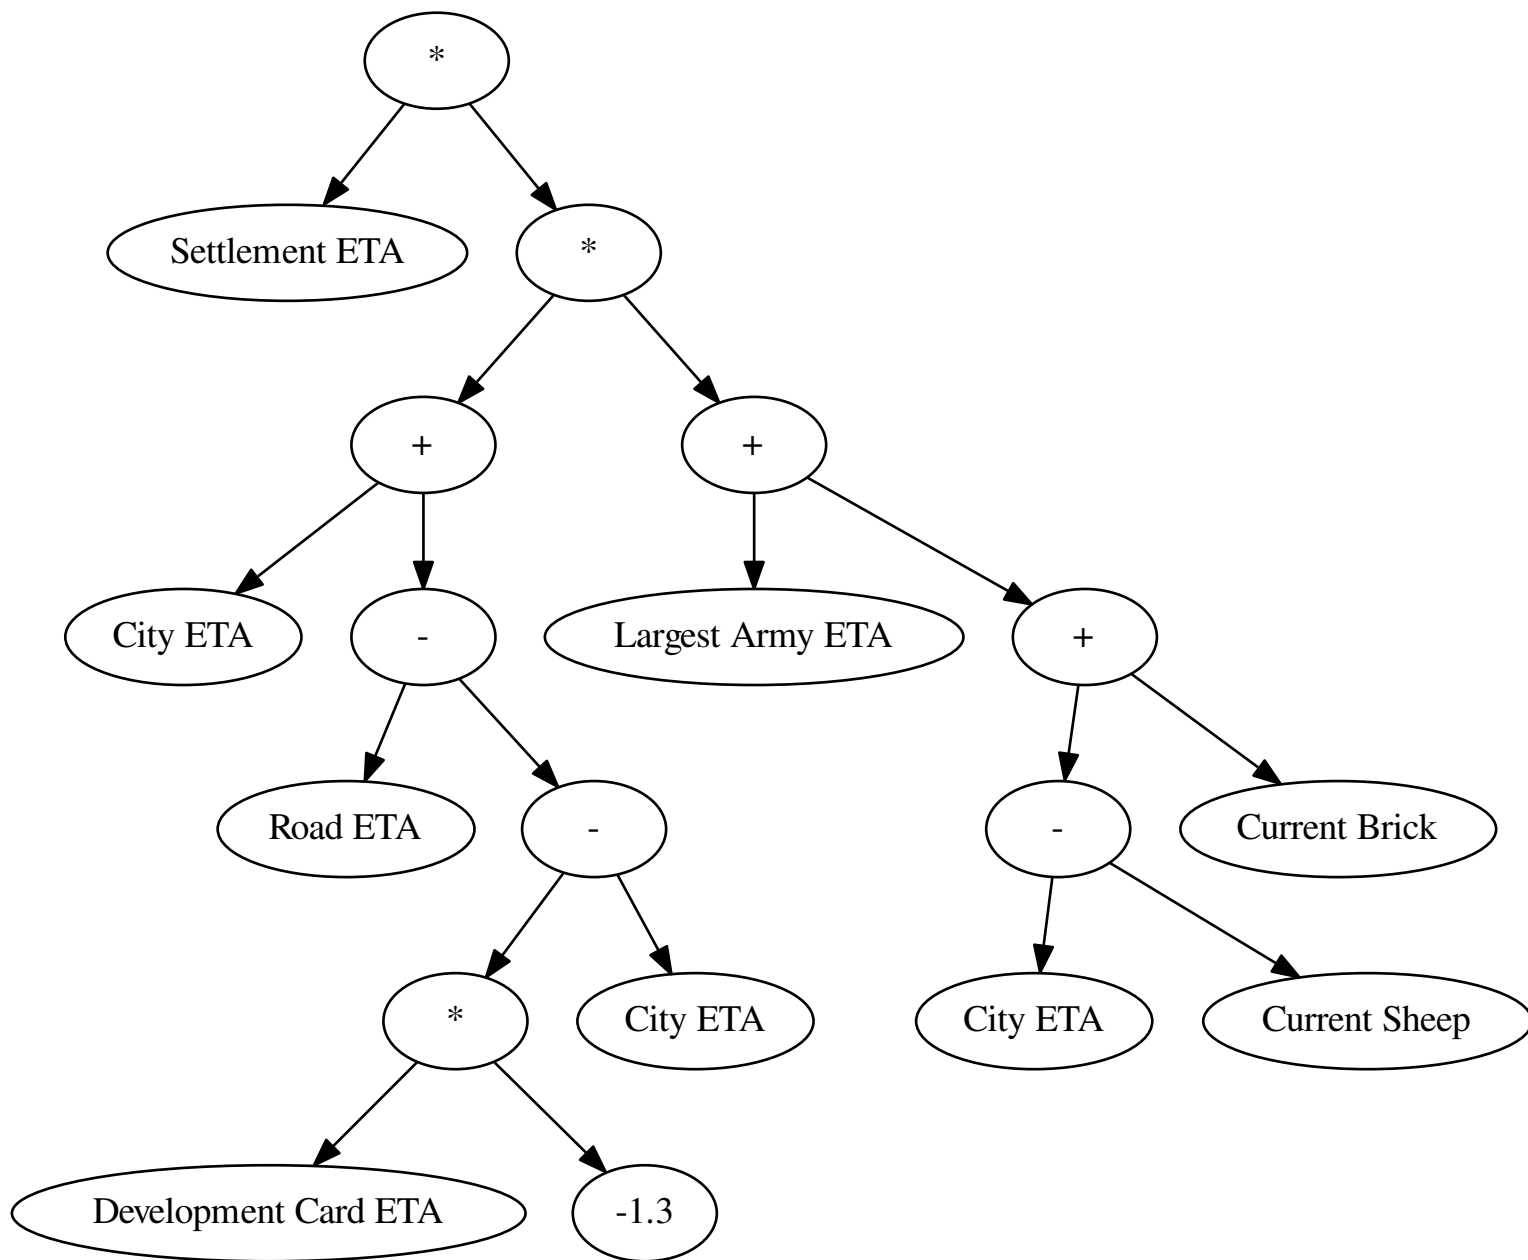 *
Settlement ETA
*
+
+
City ETA
-
Largest Army ETA
+
Road ETA
-
-
Current Brick
*
City ETA
City ETA
Current Sheep
Development Card ETA
-1.3